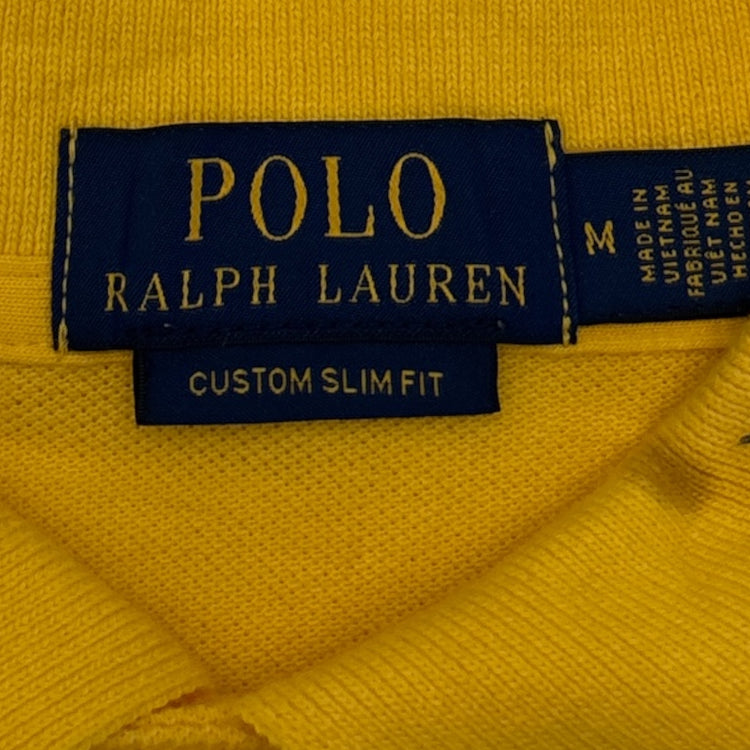 POLO
RALPH LAUREN
CUSTOM SLIM FIT
M
MADE IN
VIETNAM
FABRIQUÉ AU
VIÊT NAM
HECHO EN